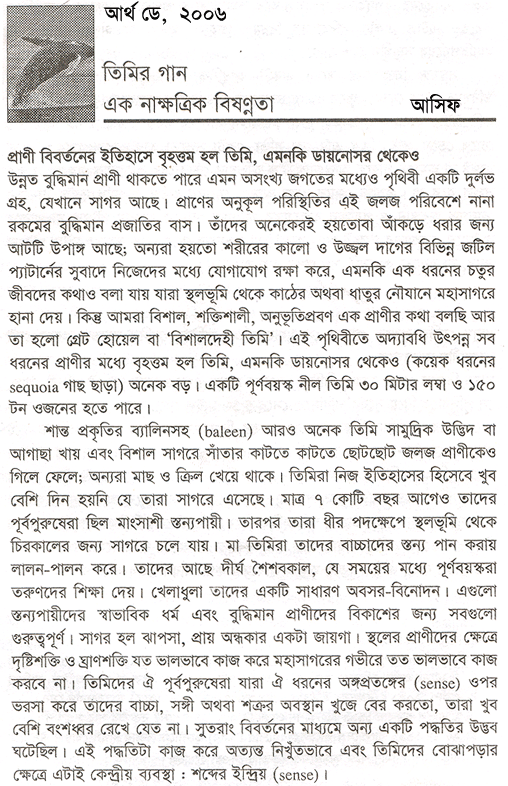 আর্থ ডে, ২০০৬
তিমির গান
এক নাক্ষত্রিক বিষণ্ণতা
আসিফ
প্রাণী বিবর্তনের ইতিহাসে বৃহত্তম হল তিমি, এমনকি ডায়নোসর থেকেও
উন্নত বুদ্ধিমান প্রাণী থাকতে পারে এমন অসংখ্য জগতের মধ্যেও পৃথিবী একটি দুর্লভ
গ্রহ, যেখানে সাগর আছে। প্রাণের অনুকূল পরিস্থিতির এই জলজ পরিবেশে নানা
রকমের বুদ্ধিমান প্রজাতির বাস। তাঁদের অনেকেরই হয়তোবা আঁকড়ে ধরার জন্য
আটটি উপাঙ্গ আছে; অন্যরা হয়তো শরীরের কালো ও উজ্জ্বল দাগের বিভিন্ন জটিল
প্যাটার্নের সুবাদে নিজেদের মধ্যে যোগাযোগ রক্ষা করে, এমনকি এক ধরনের চতুর
জীবদের কথাও বলা যায় যারা স্থলভূমি থেকে কাঠের অথবা ধাতুর নৌযানে মহাসাগরে
হানা দেয়। কিন্তু আমরা বিশাল, শক্তিশালী, অনুভূতিপ্রবণ এক প্রাণীর কথা বলছি আর
তা হলো গ্রেট হোয়েল বা ‘বিশালদেহী তিমি’। এই পৃথিবীতে অদ্যাবধি উৎপন্ন সব
ধরনের প্রাণীর মধ্যে বৃহত্তম হল তিমি, এমনকি ডায়নোসর থেকেও (কয়েক ধরনের
sequoia গাছ ছাড়া) অনেক বড়। একটি পূর্ণবয়স্ক নীল তিমি ৩০ মিটার লম্বা ও ১৫০
টন ওজনের হতে পারে।
শান্ত প্রকৃতির ব্যালিনসহ (baleen) আরও অনেক তিমি সামুদ্রিক উদ্ভিদ বা
আগাছা খায় এবং বিশাল সাগরে সাঁতার কাটতে কাটতে ছোটছোট জলজ প্রাণীকেও
গিলে ফেলে; অন্যরা মাছ ও ক্রিল খেয়ে থাকে। তিমিরা নিজ ইতিহাসের হিসেবে খুব
বেশি দিন হয়নি যে তারা সাগরে এসেছে। মাত্র ৭ কোটি বছর আগেও তাদের
পূর্বপুরুষেরা ছিল মাংসাশী স্তন্যপায়ী। তারপর তারা ধীর পদক্ষেপে স্থলভূমি থেকে
চিরকালের জন্য সাগরে চলে যায়। মা তিমিরা তাদের বাচ্চাদের স্তন্য পান করায়
লালন-পালন করে। তাদের আছে দীর্ঘ শৈশবকাল, যে সময়ের মধ্যে পূর্ণবয়স্করা
তরুণদের শিক্ষা দেয়। খেলাধুলা তাদের একটি সাধারণ অবসর-বিনোদন। এগুলো
স্তন্যপায়ীদের স্বাভাবিক ধর্ম এবং বুদ্ধিমান প্রাণীদের বিকাশের জন্য সবগুলো
গুরুত্বপূর্ণ। সাগর হল ঝাপসা, প্রায় অন্ধকার একটা জায়গা। স্থলের প্রাণীদের ক্ষেত্রে
দৃষ্টিশক্তি ও ঘ্রাণশক্তি যত ভালভাবে কাজ করে মহাসাগরের গভীরে তত ভালভাবে কাজ
করবে না। তিমিদের ঐ পূর্বপুরুষেরা যারা ঐ ধরনের অঙ্গপ্রতঙ্গের (sense) ওপর
ভরসা করে তাদের বাচ্চা, সঙ্গী অথবা শত্রুর অবস্থান খুঁজে বের করতো, তারা খুব
বেশি বংশধ্বর রেখে যেত না। সুতরাং বিবর্তনের মাধ্যমে অন্য একটি পদ্ধতির উদ্ভব
ঘটেছিল। এই পদ্ধতিটা কাজ করে অত্যন্ত নিখুঁতভাবে এবং তিমিদের বোঝাপড়ার
ক্ষেত্রে এটাই কেন্দ্রীয় ব্যবস্থা : শব্দের ইন্দ্রিয় (sense)।